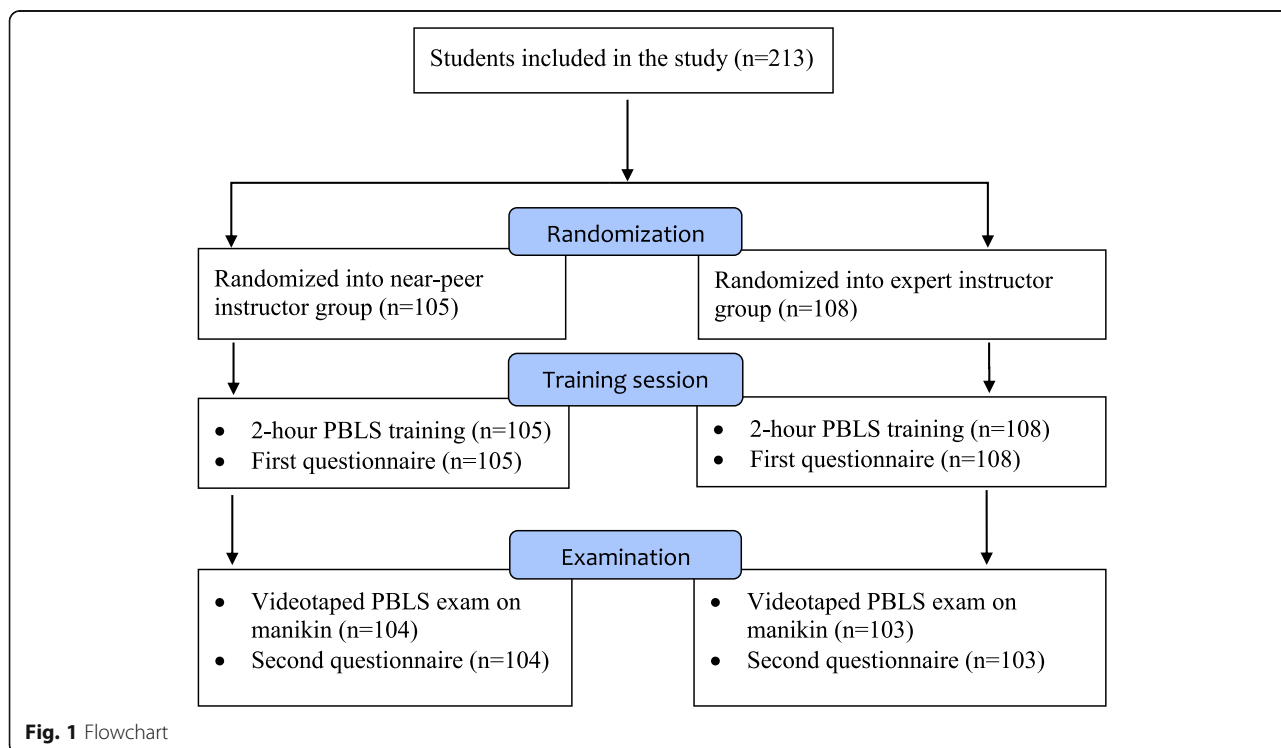 Students included in the study (n=213)
Randomization
Randomized into near-peer
instructor group (n=105)
Randomized into expert instructor
group (n=108)
Training session
• 2-hour PBLS training (n=105)
• First questionnaire (n=105)
• 2-hour PBLS training (n=108)
• First questionnaire (n=108)
Examination
• Videotaped PBLS exam on
manikin (n=104)
• Second questionnaire (n=104)
• Videotaped PBLS exam on
manikin (n=103)
• Second questionnaire (n=103)
Fig. 1 Flowchart